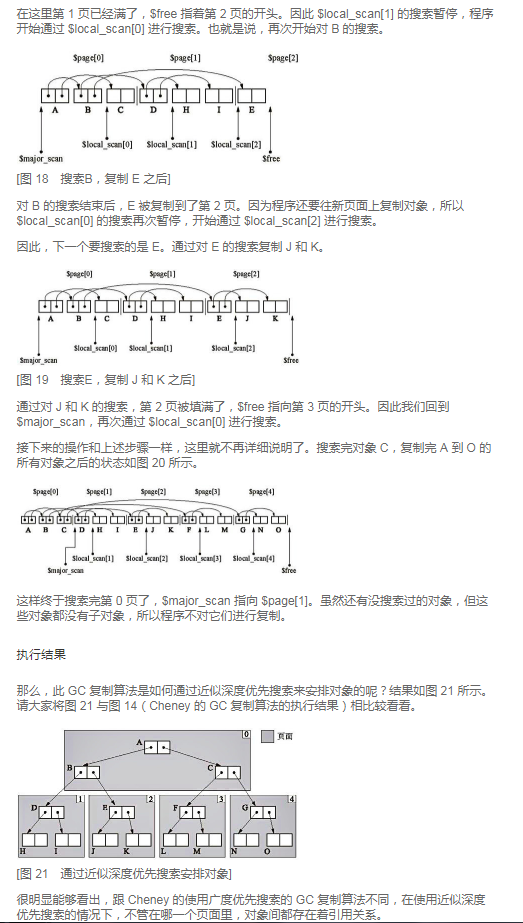 在这里第 1 页已经满了，$free 指着第 2 页的开头。因此 $local_scan[1] 的搜索暂停，程序
开始通过 $local_scan[0] 进行搜索。也就是说，再次开始对 B 的搜索。
$page[0] $page[1] $page[2]
A B C D H I E
$local_scan[0] $local_scan[1] $local_scan[2]
$major_scan $free
[图 18 搜索B，复制 E 之后]
对 B 的搜索结束后，E 被复制到了第 2 页。因为程序还要往新页面上复制对象，所以
$local_scan[0] 的搜索再次暂停，开始通过 $local_scan[2] 进行搜索。
因此，下一个要搜索的是 E。通过对 E 的搜索复制 J 和 K。
$page[0] $page[1] $page[2]
A B C D H I E J K
$local_scan[0] $local_scan[1] $local_scan[2]
$major_scan $free
[图 19 搜索E，复制 J 和 K 之后]
通过对 J 和 K 的搜索，第 2 页被填满了，$free 指向第 3 页的开头。因此我们回到
$major_scan，再次通过 $local_scan[0] 进行搜索。
接下来的操作和上述步骤一样，这里就不再详细说明了。搜索完对象 C，复制完 A 到 O 的
所有对象之后的状态如图 20 所示。
$page[0] $page[1] $page[2] $page[3] $page[4]
A B C D H I E J K F L M G N O
$local_scan[1] $local_scan[2] $local_scan[3] $local_scan[4]
$major_scan $free
这样终于搜索完第 0 页了，$major_scan 指向 $page[1]。虽然还有没搜索过的对象，但这
些对象都没有子对象，所以程序不对它们进行复制。
执行结果
那么，此 GC 复制算法是如何通过近似深度优先搜索来安排对象的呢？结果如图 21 所示。
请大家将图 21 与图 14（Cheney 的 GC 复制算法的执行结果）相比较看看。
0 页面
A
B C
1 2 3 4
D E F G
H I J K L M N O
[图 21 通过近似深度优先搜索安排对象]
很明显能够看出，跟 Cheney 的使用广度优先搜索的 GC 复制算法不同，在使用近似深度
优先搜索的情况下，不管在哪一个页面里，对象间都存在着引用关系。